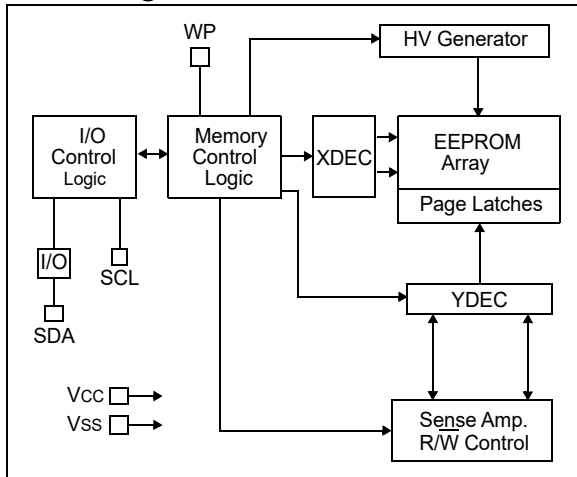 WP
HV Generator
I/O
Control
Logic
Memory
Control
Logic
XDEC
EEPROM
Array
Page Latches
I/O
SCL
SDA
YDEC
VCC
VSS
Sense Amp.
R/W̅ Control